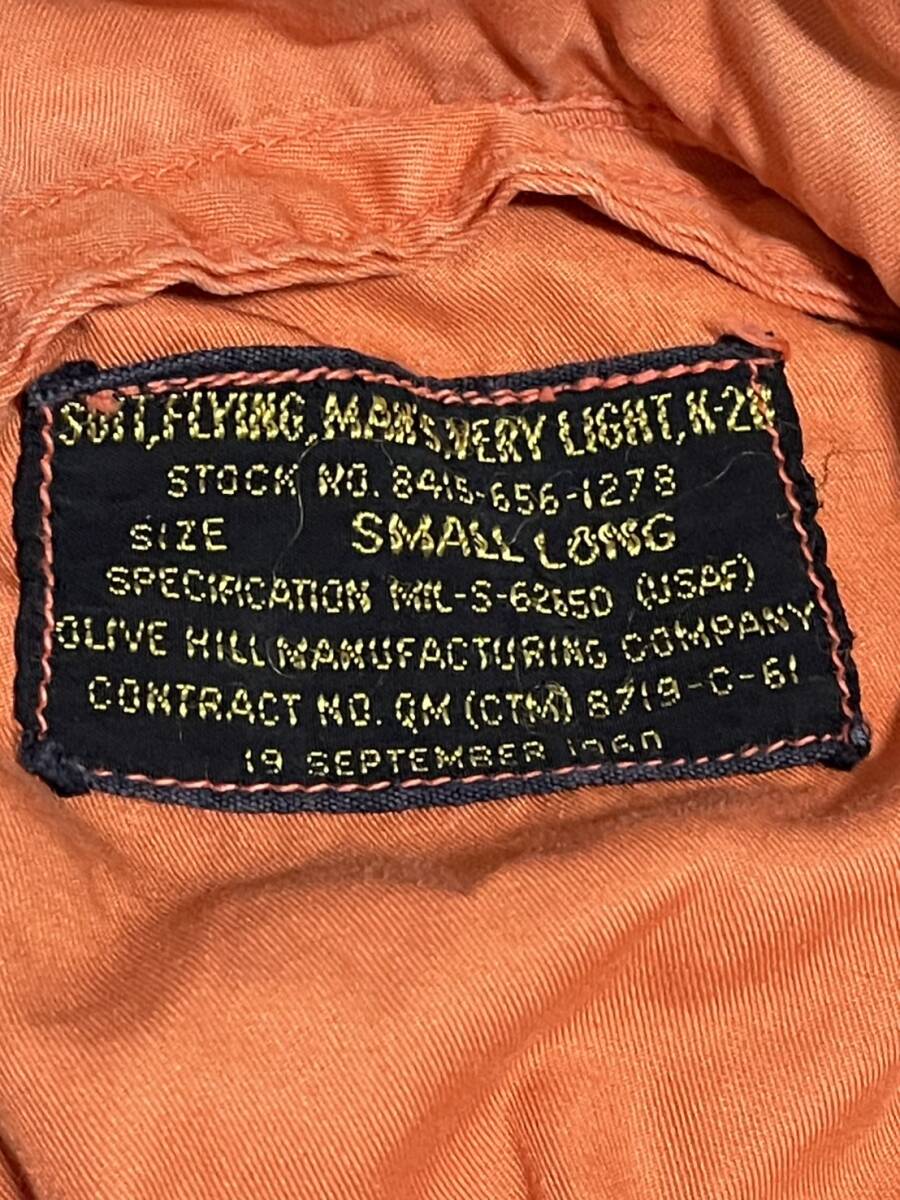 SUIT, FLYING, MAN'S VERY LIGHT, K-2B
STOCK NO. 8415-656-1278
SIZE SMALL LONG
SPECIFICATION MIL-S-6265D (USAF)
OLIVE HILL MANUFACTURING COMPANY
CONTRACT NO. QM (CTM) 8719-C-61
19 SEPTEMBER 1960